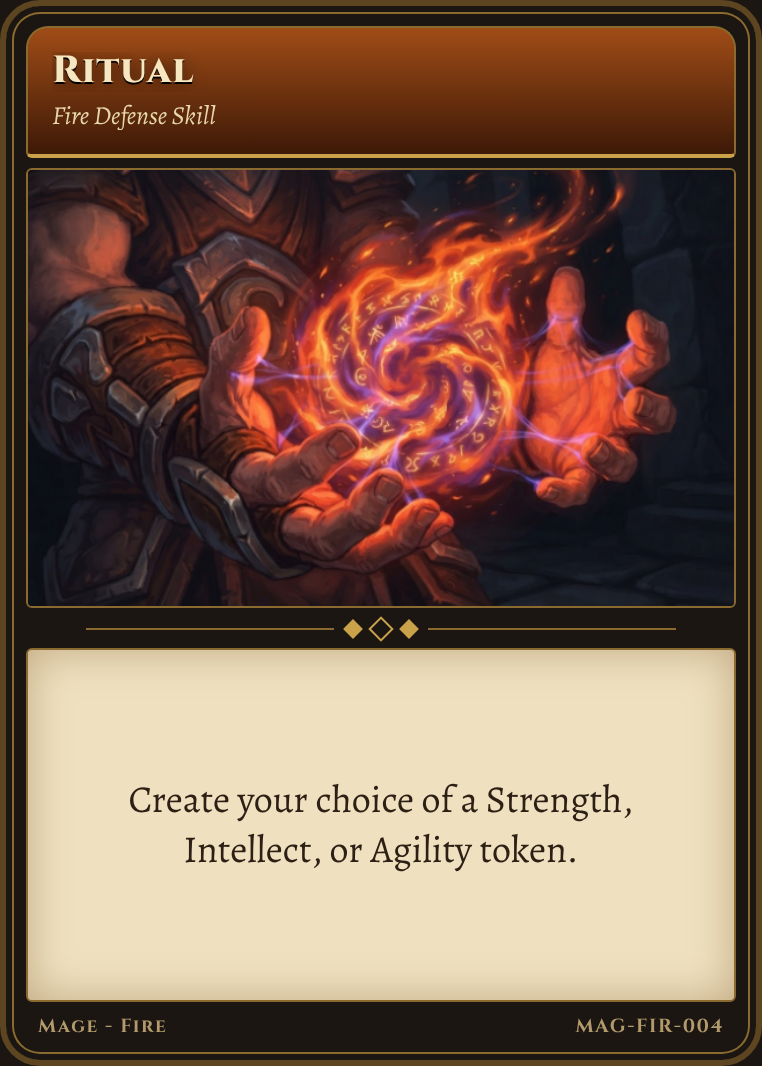 Ritual
Fire Defense Skill
Create your choice of a Strength,
Intellect, or Agility token.
Mage - Fire
MAG-FIR-004